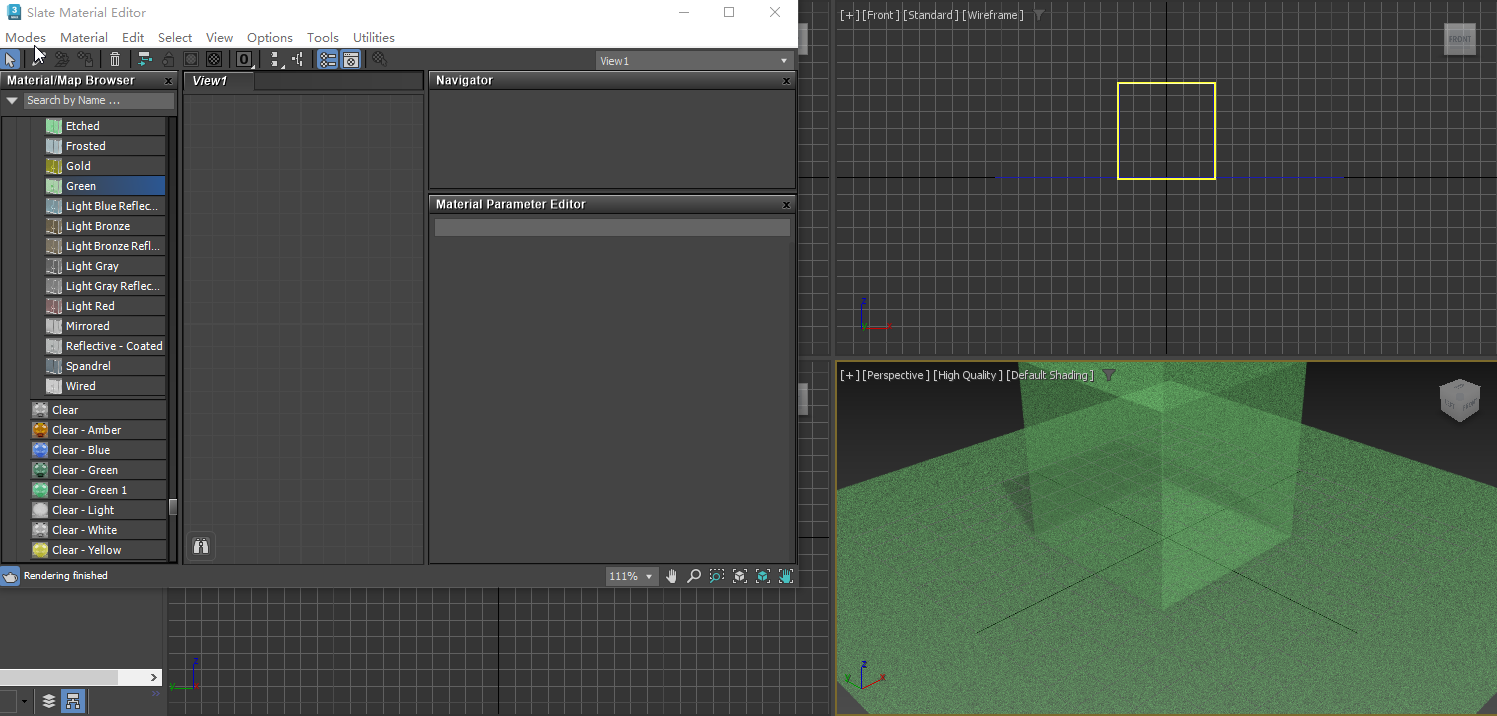 Slate Material Editor
Modes Material Edit Select View Options Tools Utilities
View1
Material/Map Browser
Search by Name ...
Etched
Frosted
Gold
Green
Light Blue Reflec...
Light Bronze
Light Bronze Refl...
Light Gray
Light Gray Reflec...
Light Red
Mirrored
Reflective - Coated
Spandrel
Wired
Clear
Clear - Amber
Clear - Blue
Clear - Green
Clear - Green 1
Clear - Light
Clear - White
Clear - Yellow
View1
Navigator
Material Parameter Editor
Rendering finished
111%
[+] [Front] [Standard] [Wireframe]
FRONT
z
y
x
[+] [Perspective] [High Quality] [Default Shading]
z
y
x
z
y